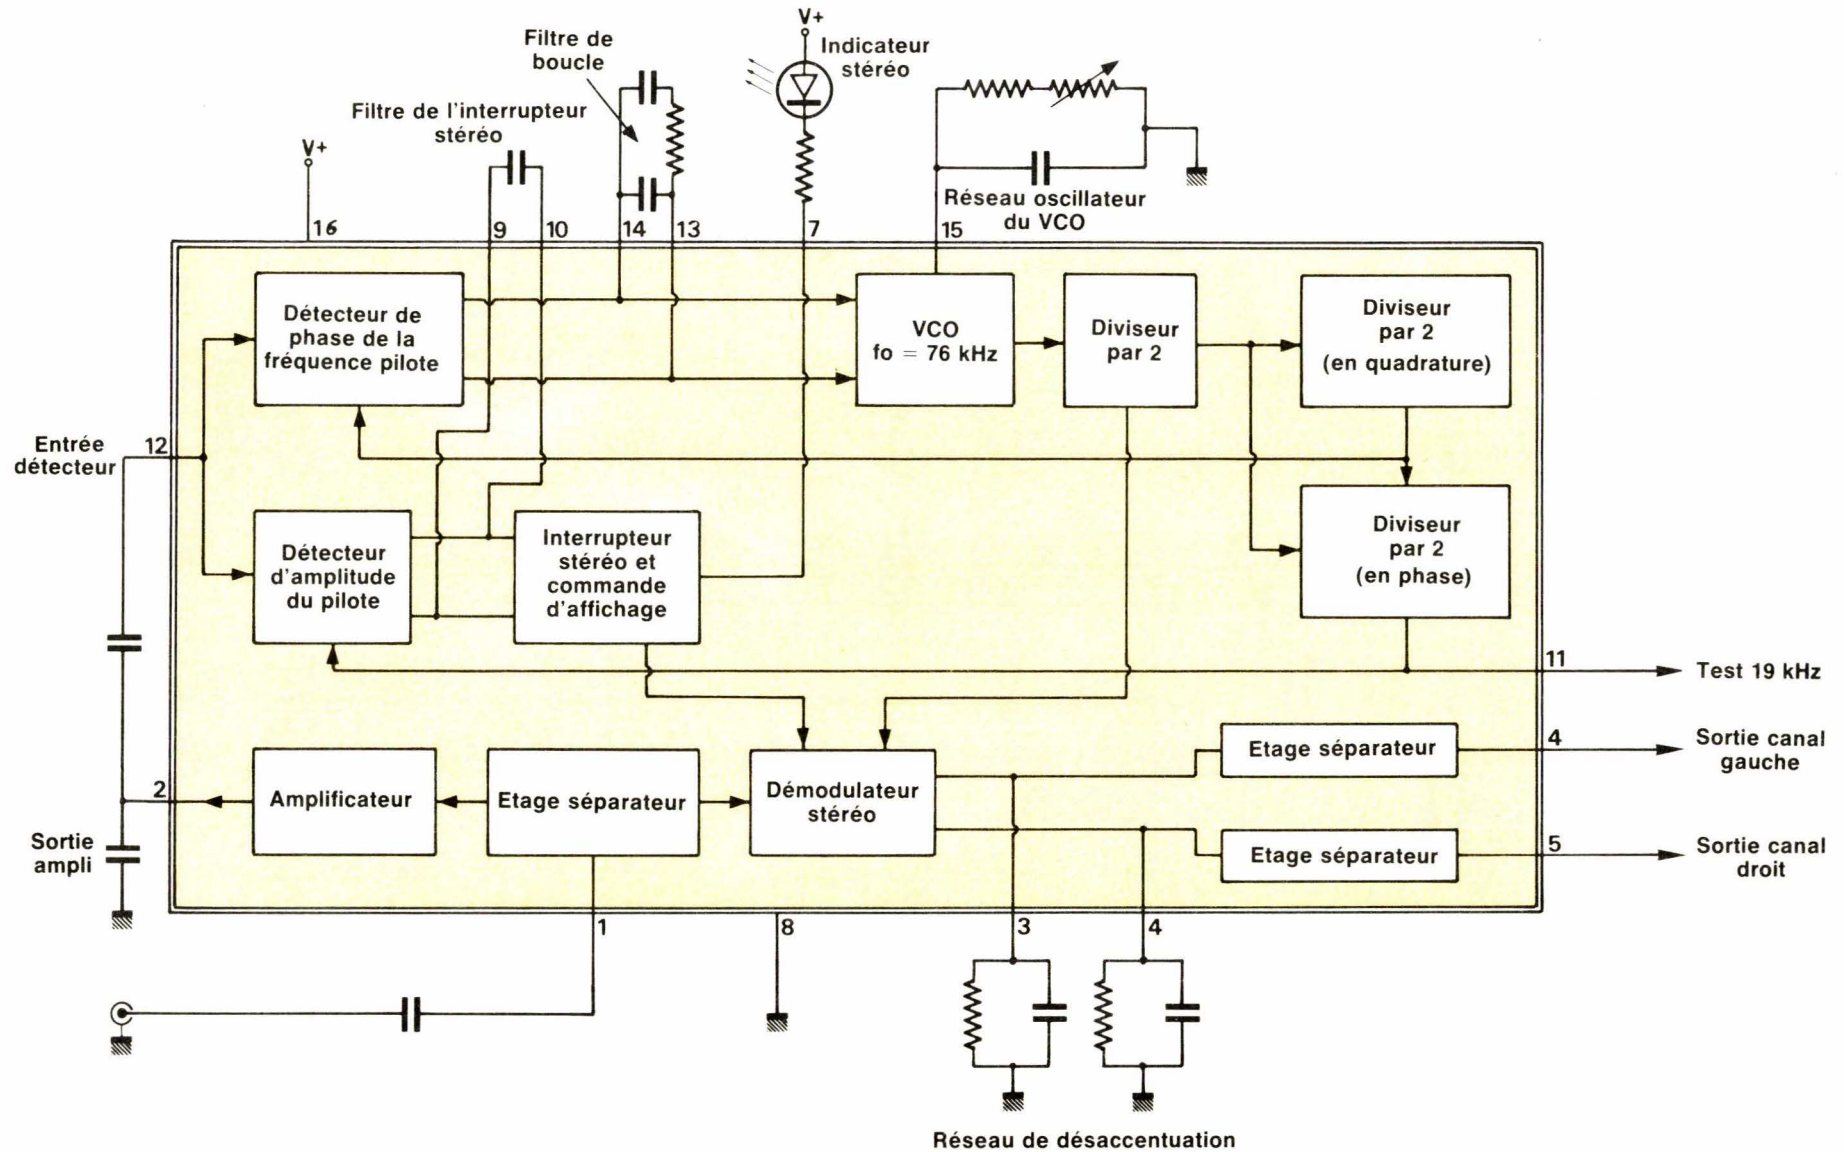 V+
Indicateur
stéréo
Filtre de
boucle
Filtre de l'interrupteur
stéréo
V+
Réseau oscillateur
du VCO
16
9
10
14
13
7
15
Détecteur de
phase de la
fréquence pilote
VCO
fo = 76 kHz
Diviseur
par 2
Diviseur
par 2
(en quadrature)
Entrée
détecteur
12
Détecteur
d'amplitude
du pilote
Interrupteur
stéréo et
commande
d'affichage
Diviseur
par 2
(en phase)
11
Test 19 kHz
2
Sortie
ampli
Amplificateur
Etage séparateur
Démodulateur
stéréo
Etage séparateur
4
Sortie canal
gauche
Etage séparateur
5
Sortie canal
droit
1
8
3
4
Réseau de désaccentuation